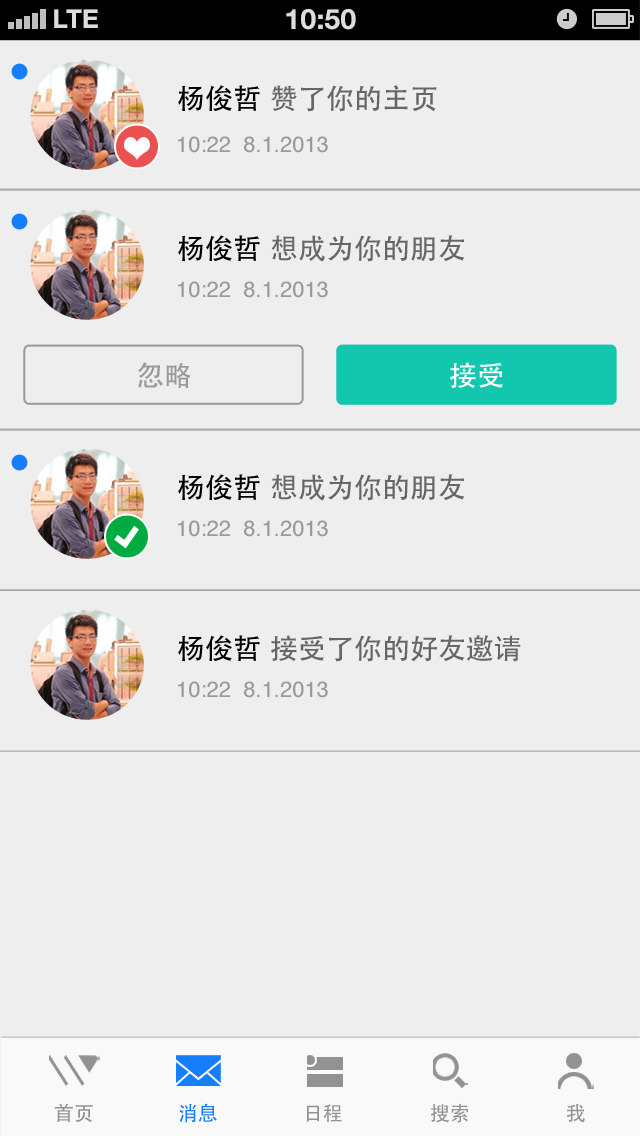 LTE 10:50
杨俊哲 赞了你的主页
10:22 8.1.2013
杨俊哲 想成为你的朋友
10:22 8.1.2013
忽略 接受
杨俊哲 想成为你的朋友
10:22 8.1.2013
杨俊哲 接受了你的好友邀请
10:22 8.1.2013
首页 消息 日程 搜索 我